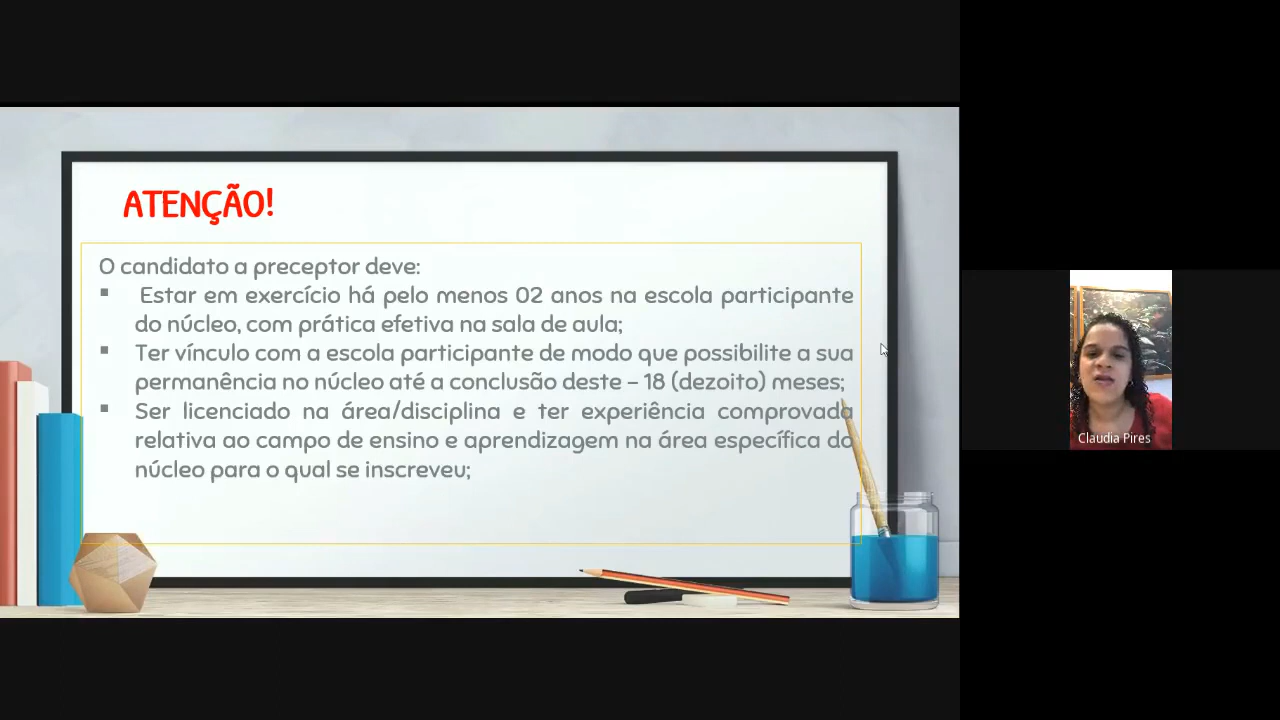 ATENÇÃO!
O candidato a preceptor deve:
▪ Estar em exercício há pelo menos 02 anos na escola participante
do núcleo, com prática efetiva na sala de aula;
▪ Ter vínculo com a escola participante de modo que possibilite a sua
permanência no núcleo até a conclusão deste – 18 (dezoito) meses;
▪ Ser licenciado na área/disciplina e ter experiência comprovada
relativa ao campo de ensino e aprendizagem na área específica do
núcleo para o qual se inscreveu;
Claudia Pires